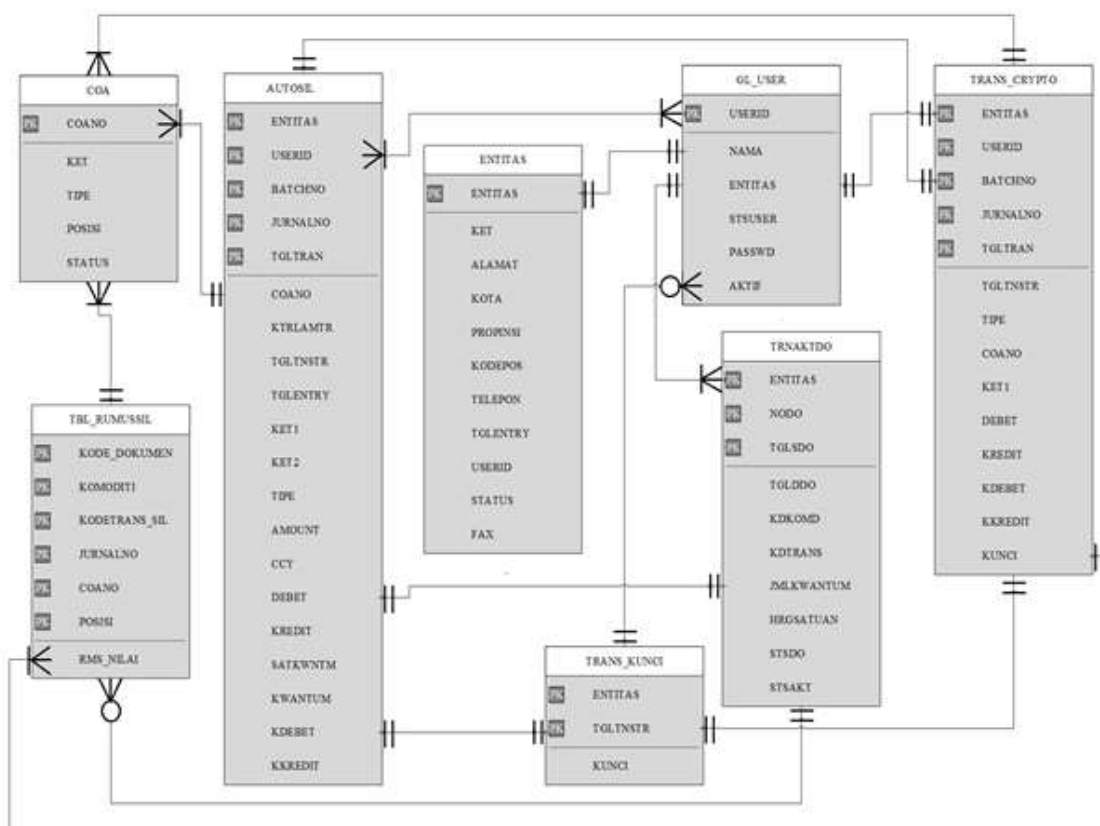 COA
PK COANO
KET
TIPE
POSISI
STATUS
AUTOSIL
PK ENTITAS
PK USERID
PK BATCHNO
PK JURNALNO
PK TGLTRAN
COANO
KTRLAMTR
TGLTNSTR
TGLENTRY
KET1
KET2
TIPE
AMOUNT
CCY
DEBET
KREDIT
SATKWNTM
KWANTUM
KDEBET
KKREDIT
ENTITAS
PK ENTITAS
KET
ALAMAT
KOTA
PROPINSI
KODEPOS
TELEPON
TGLENTRY
USERID
STATUS
FAX
GL_USER
PK USERID
NAMA
ENTITAS
STSUSER
PASSWD
AKTIF
TRANS_CRYPTO
PK ENTITAS
PK USERID
PK BATCHNO
PK JURNALNO
PK TGLTRAN
TGLTNSTR
TIPE
COANO
KET1
DEBET
KREDIT
KDEBET
KKREDIT
KUNCI
TRNAKTDO
PK ENTITAS
PK NODO
PK TGLSDO
TGLDDO
KDKOMD
KDTRANS
JMLKWANTUM
HRGSATUAN
STSDO
STSAKT
TBL_RUMUSSIL
PK KODE_DOKUMEN
PK KOMODITI
PK KODETRANS_SIL
PK JURNALNO
PK COANO
PK POSISI
RMS_NILAI
TRANS_KUNCI
PK ENTITAS
PK TGLTNSTR
KUNCI